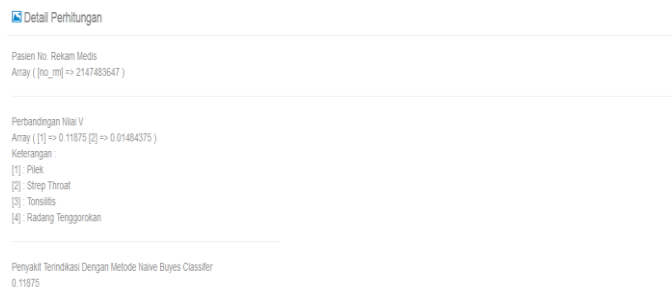 Detail Perhitungan
Pasien No. Rekam Medis
Array ( [no_rm] => 2147483647 )
Perbandingan Nilai V
Array ( [1] => 0.11875 [2] => 0.01484375 )
Keterangan :
[1] : Pilek
[2] : Strep Throat
[3] : Tonsilitis
[4] : Radang Tenggorokan
Penyakit Terindikasi Dengan Metode Naive Buyes Classifer
0.11875